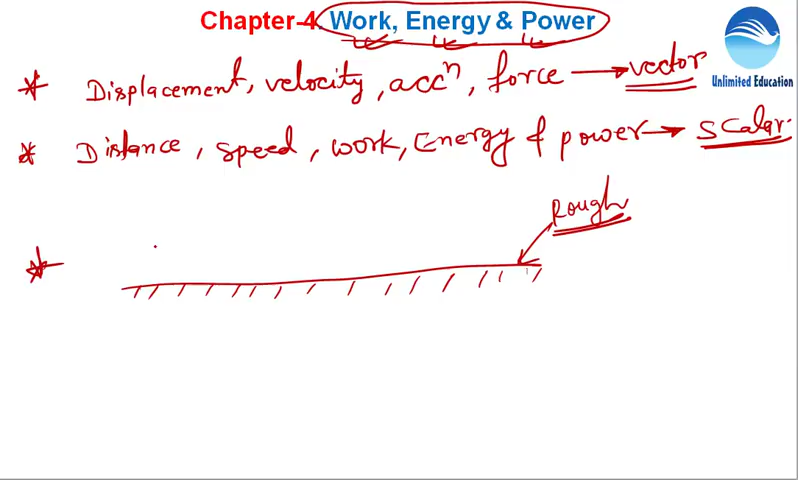 Chapter-4 Work, Energy & Power
Unlimited Education
* Displacement, velocity, accⁿ, force → vector
* Distance, speed, work, Energy & power → scalar.
Rough
*